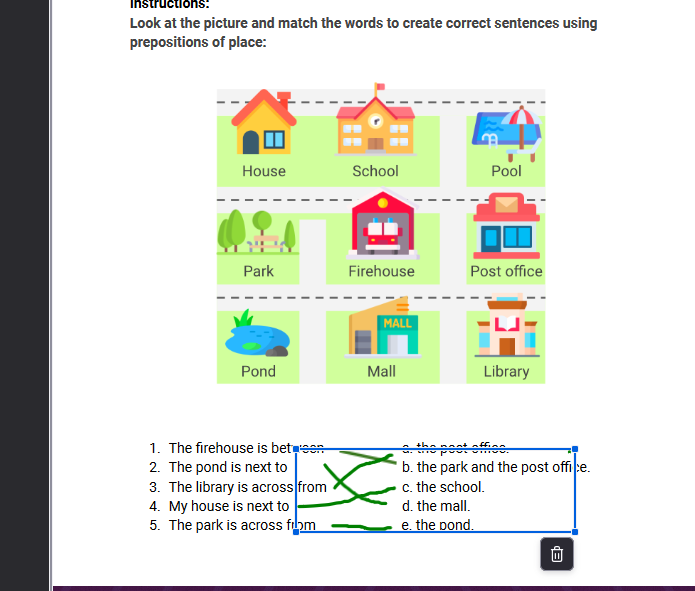 Instructions:
Look at the picture and match the words to create correct sentences using
prepositions of place:
House School Pool
Park Firehouse Post office
MALL
Pond Mall Library
1. The firehouse is between a. the post office.
2. The pond is next to b. the park and the post office.
3. The library is across from c. the school.
4. My house is next to d. the mall.
5. The park is across from e. the pond.